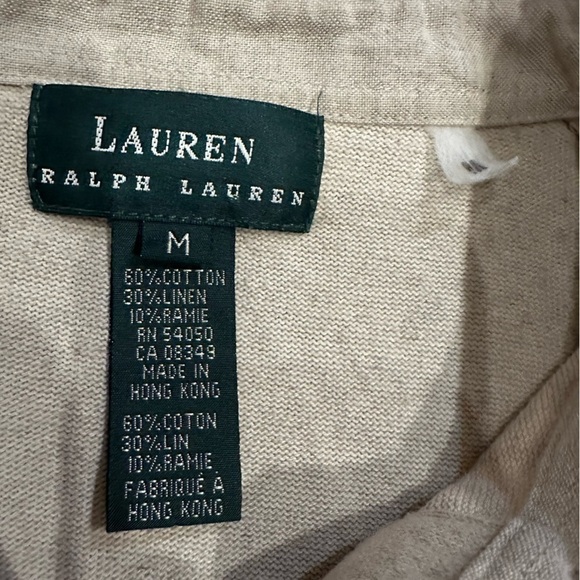 LAUREN
RALPH LAUREN
M
60%COTTON
30%LINEN
10%RAMIE
RN 54050
CA 08349
MADE IN
HONG KONG
60%COTON
30%LIN
10%RAMIE
FABRIQUÉ À
HONG KONG